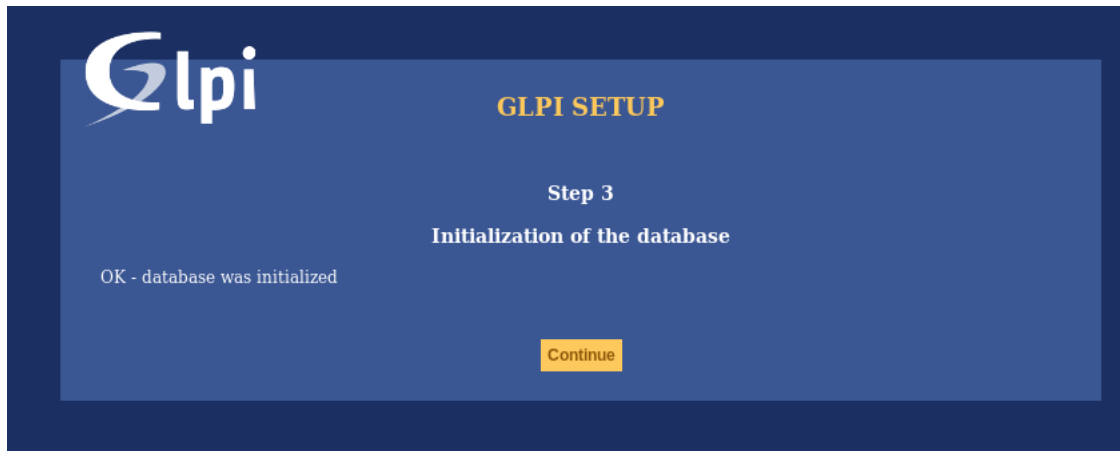 Glpi
GLPI SETUP
Step 3
Initialization of the database
OK - database was initialized
Continue